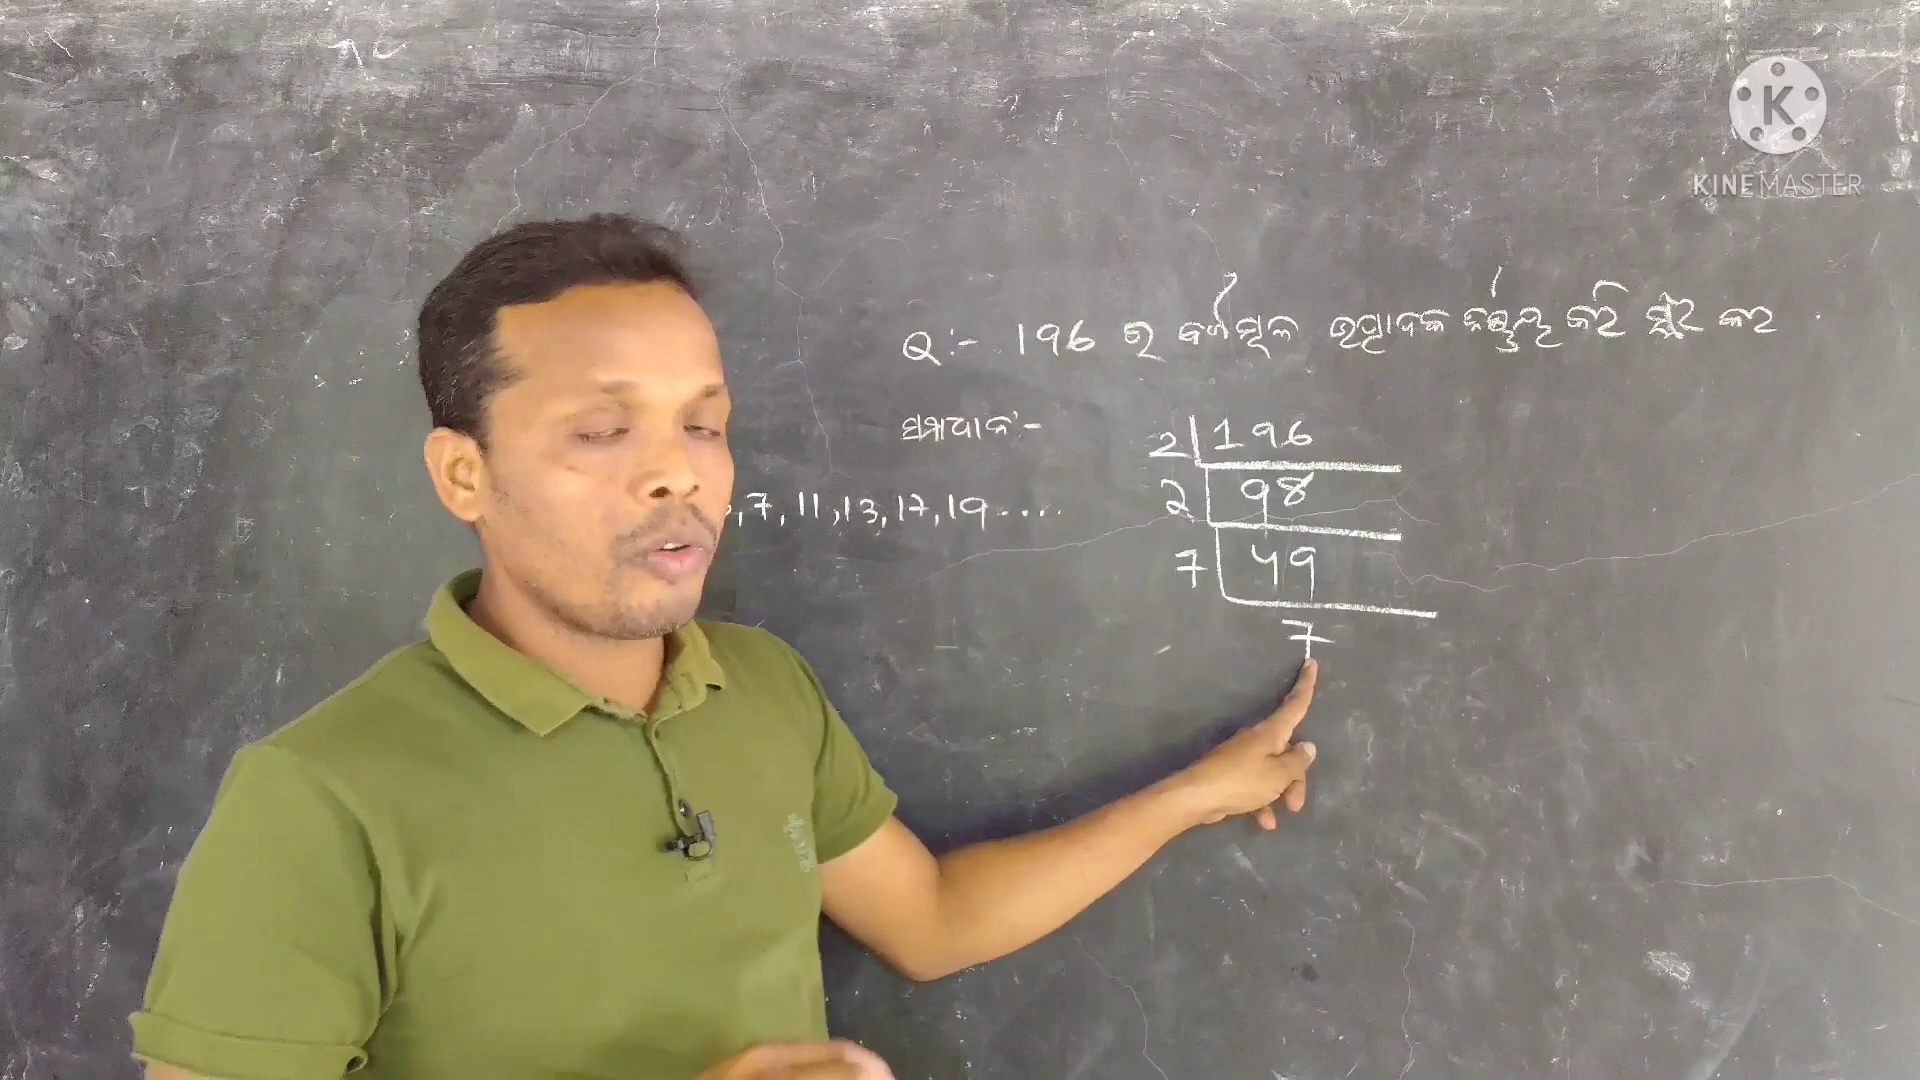 KINEMASTER
Q:- 196 ର ବର୍ଗମୂଳ ଉତ୍ପାଦକ କରି ସ୍ଥିର କର
ସମାଧାନ:-
2 | 196
, 7, 11, 13, 17, 19 ....
2 | 98
7 | 49
7